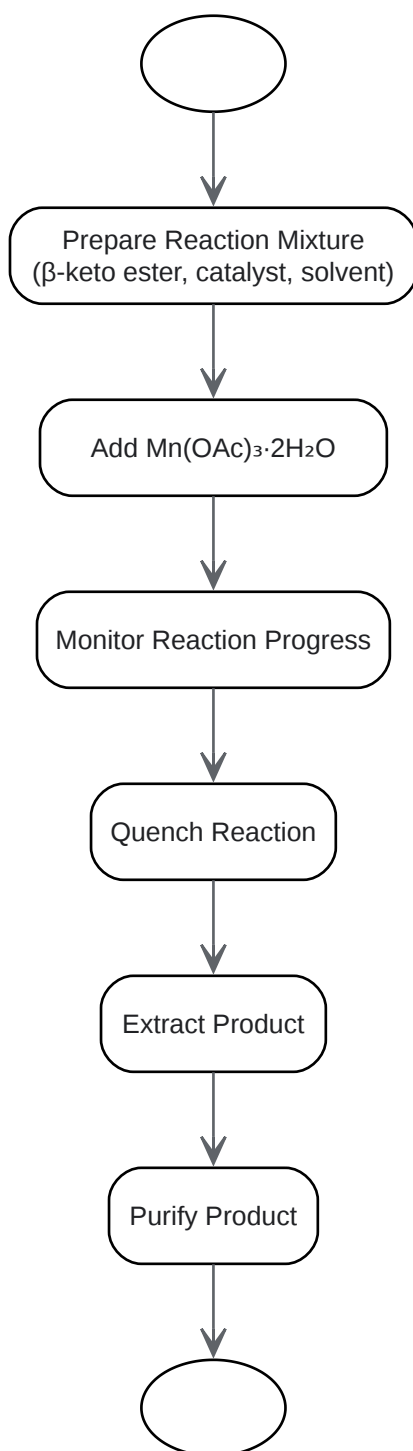 Prepare Reaction Mixture
(β-keto ester, catalyst, solvent)
Add Mn(OAc)₃·2H₂O
Monitor Reaction Progress
Quench Reaction
Extract Product
Purify Product